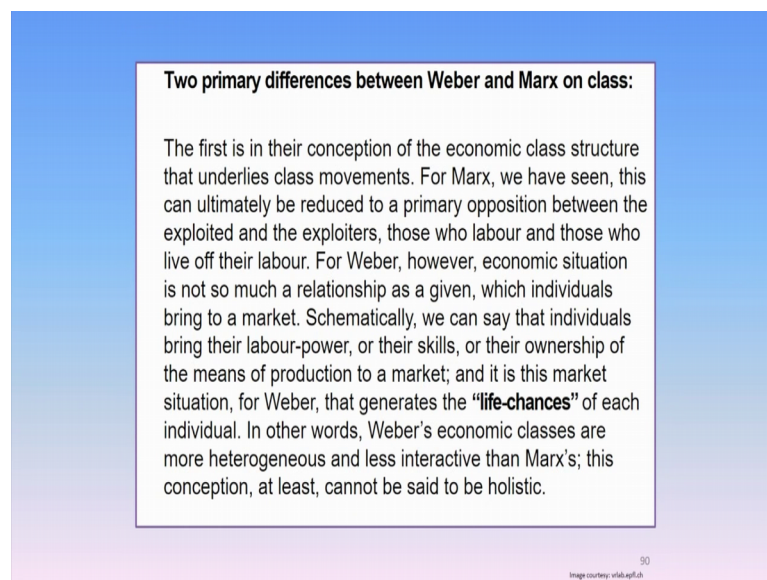 Two primary differences between Weber and Marx on class:
The first is in their conception of the economic class structure
that underlies class movements. For Marx, we have seen, this
can ultimately be reduced to a primary opposition between the
exploited and the exploiters, those who labour and those who
live off their labour. For Weber, however, economic situation
is not so much a relationship as a given, which individuals
bring to a market. Schematically, we can say that individuals
bring their labour-power, or their skills, or their ownership of
the means of production to a market; and it is this market
situation, for Weber, that generates the “life-chances” of each
individual. In other words, Weber’s economic classes are
more heterogeneous and less interactive than Marx’s; this
conception, at least, cannot be said to be holistic.
90
Image courtesy: vrlab.epfl.ch